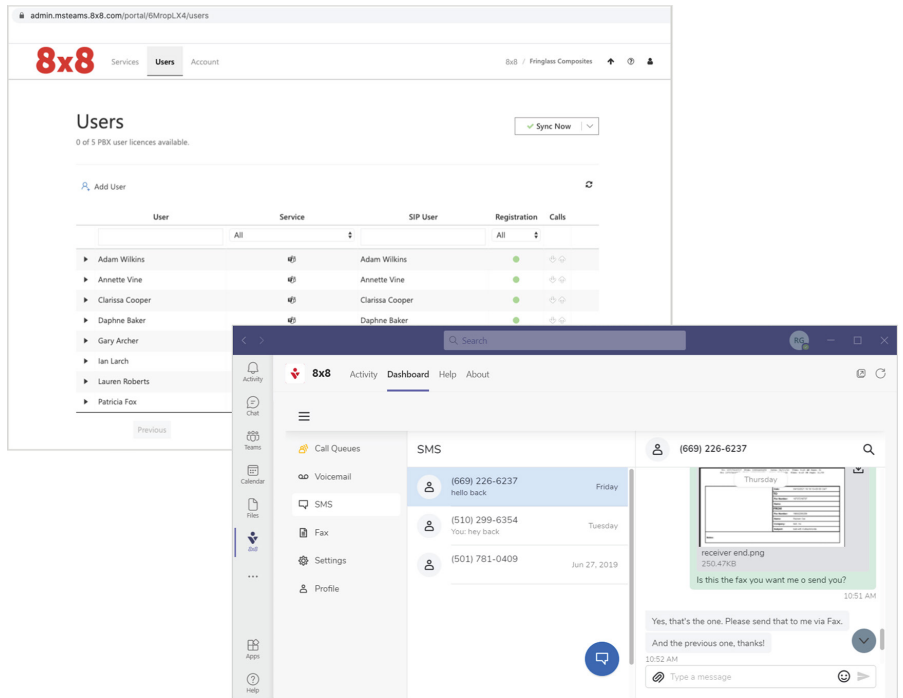 admin.msteams.8x8.com/portal/6MropLX4/users
8x8 Services Users Account 8x8 / Fringlass Composites
Users
0 of 5 PBX user licences available.
Sync Now
Add User
User Service SIP User Registration Calls
All All
Adam Wilkins Adam Wilkins
Annette Vine Annette Vine
Clarissa Cooper Clarissa Cooper
Daphne Baker Daphne Baker
Gary Archer
Ian Larch
Lauren Roberts
Patricia Fox
Previous
Search RG
Activity
Chat
Teams
Calendar
Files
8x8
Apps
Help
8x8 Activity Dashboard Help About
Call Queues
Voicemail
SMS
Fax
Settings
Profile
SMS
(669) 226-6237
hello back Friday
(510) 299-6354
You: hey back Tuesday
(501) 781-0409
Jun 27, 2019
(669) 226-6237
Thursday
receiver end.png
250.47KB
Is this the fax you want me o send you?
10:51 AM
Yes, that's the one. Please send that to me via Fax.
And the previous one, thanks!
10:52 AM
Type a message